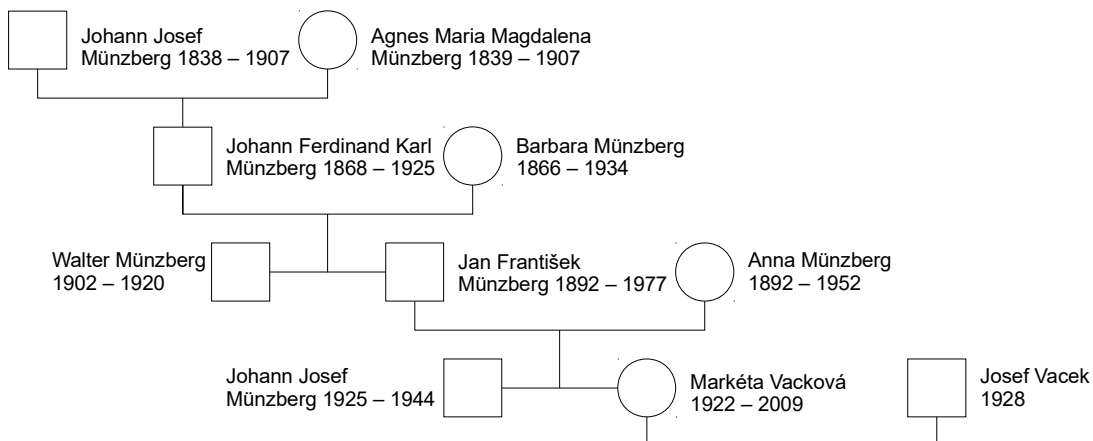 Johann Josef
Münzberg 1838 – 1907
Agnes Maria Magdalena
Münzberg 1839 – 1907
Johann Ferdinand Karl
Münzberg 1868 – 1925
Barbara Münzberg
1866 – 1934
Walter Münzberg
1902 – 1920
Jan František
Münzberg 1892 – 1977
Anna Münzberg
1892 – 1952
Johann Josef
Münzberg 1925 – 1944
Markéta Vacková
1922 – 2009
Josef Vacek
1928